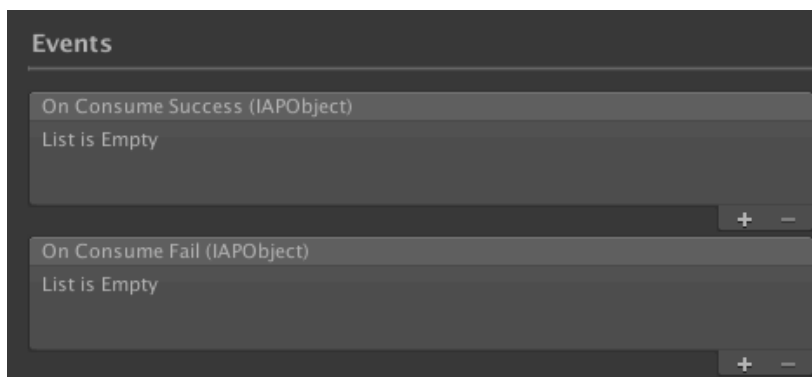 Events
On Consume Success (IAPObject)
List is Empty
+ −
On Consume Fail (IAPObject)
List is Empty
+ −